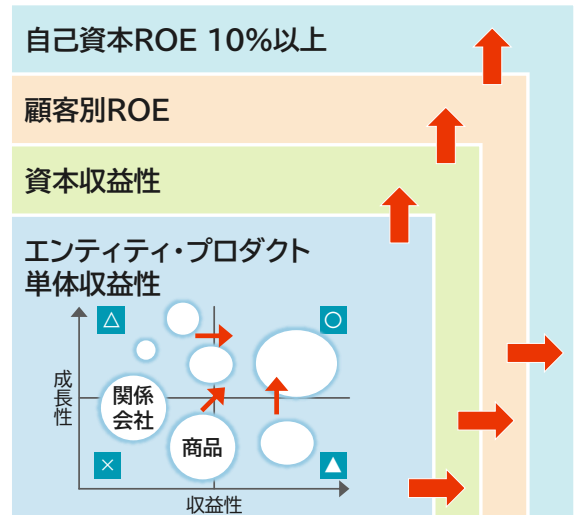 自己資本ROE 10%以上
顧客別ROE
資本収益性
エンティティ・プロダクト
単体収益性
△
○
成長性
関係
会社
商品
×
▲
収益性